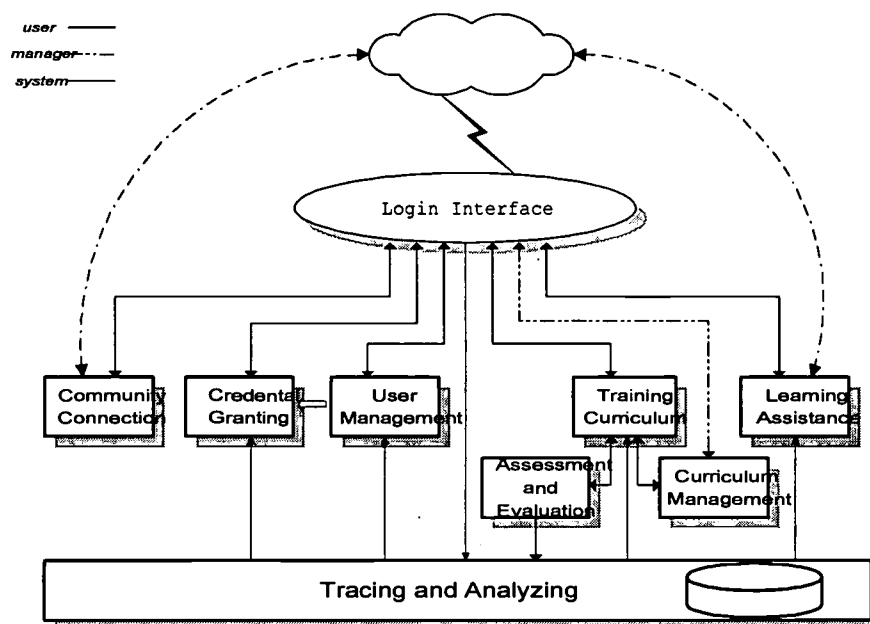 user
manager
system
Login Interface
Community
Connection
Credentail
Granting
User
Management
Training
Curriculum
Learning
Assistance
Assessment
and
Evaluation
Curriculum
Management
Tracing and Analyzing